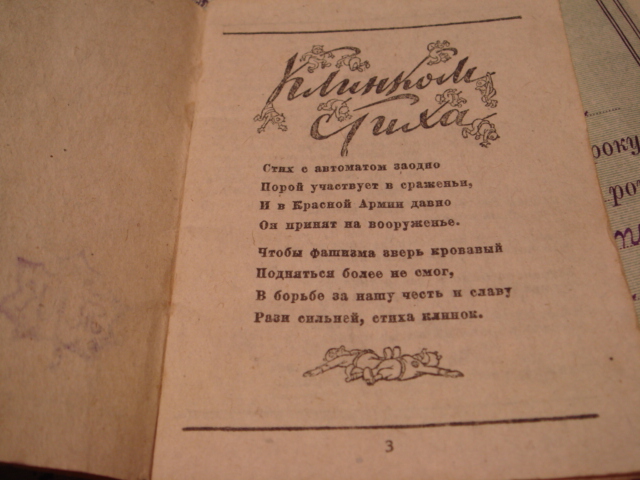 Клинком
стиха
Стих с автоматом заодно
Порой участвует в сраженьи,
И в Красной Армии давно
Он принят на вооруженье.
Чтобы фашизма зверь кровавый
Подняться более не смог,
В борьбе за нашу честь и славу
Рази сильней, стиха клинок.
3